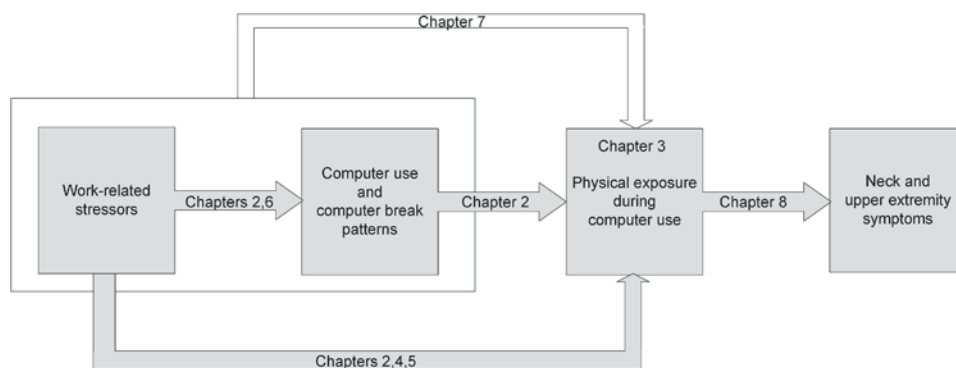 Chapter 7
Work-related
stressors
Chapters 2,6
Computer use
and
computer break
patterns
Chapter 2
Chapter 3
Physical exposure
during
computer use
Chapter 8
Neck and
upper extremity
symptoms
Chapters 2,4,5